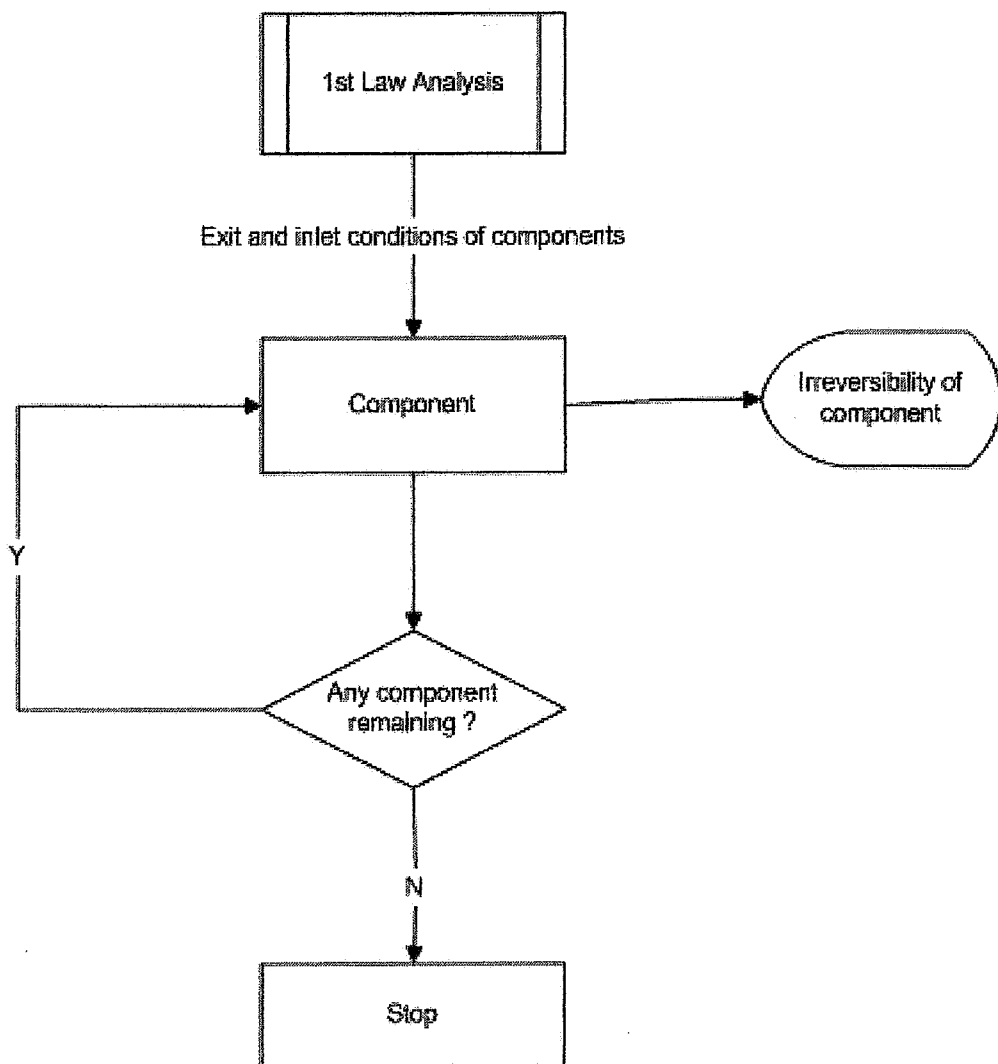 1st Law Analysis
Exit and inlet conditions of components
Component
Irreversibility of
component
Y
Any component
remaining ?
N
Stop